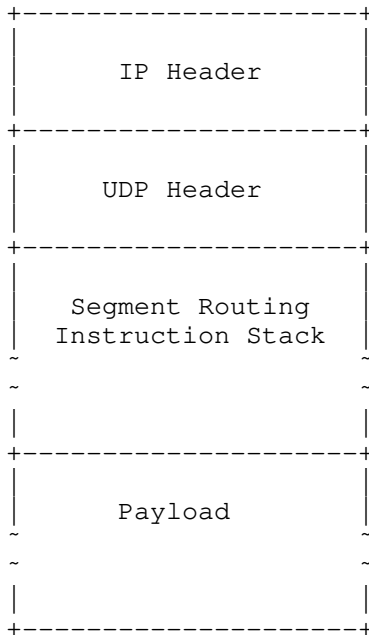 IP Header
UDP Header
Segment Routing
Instruction Stack
Payload